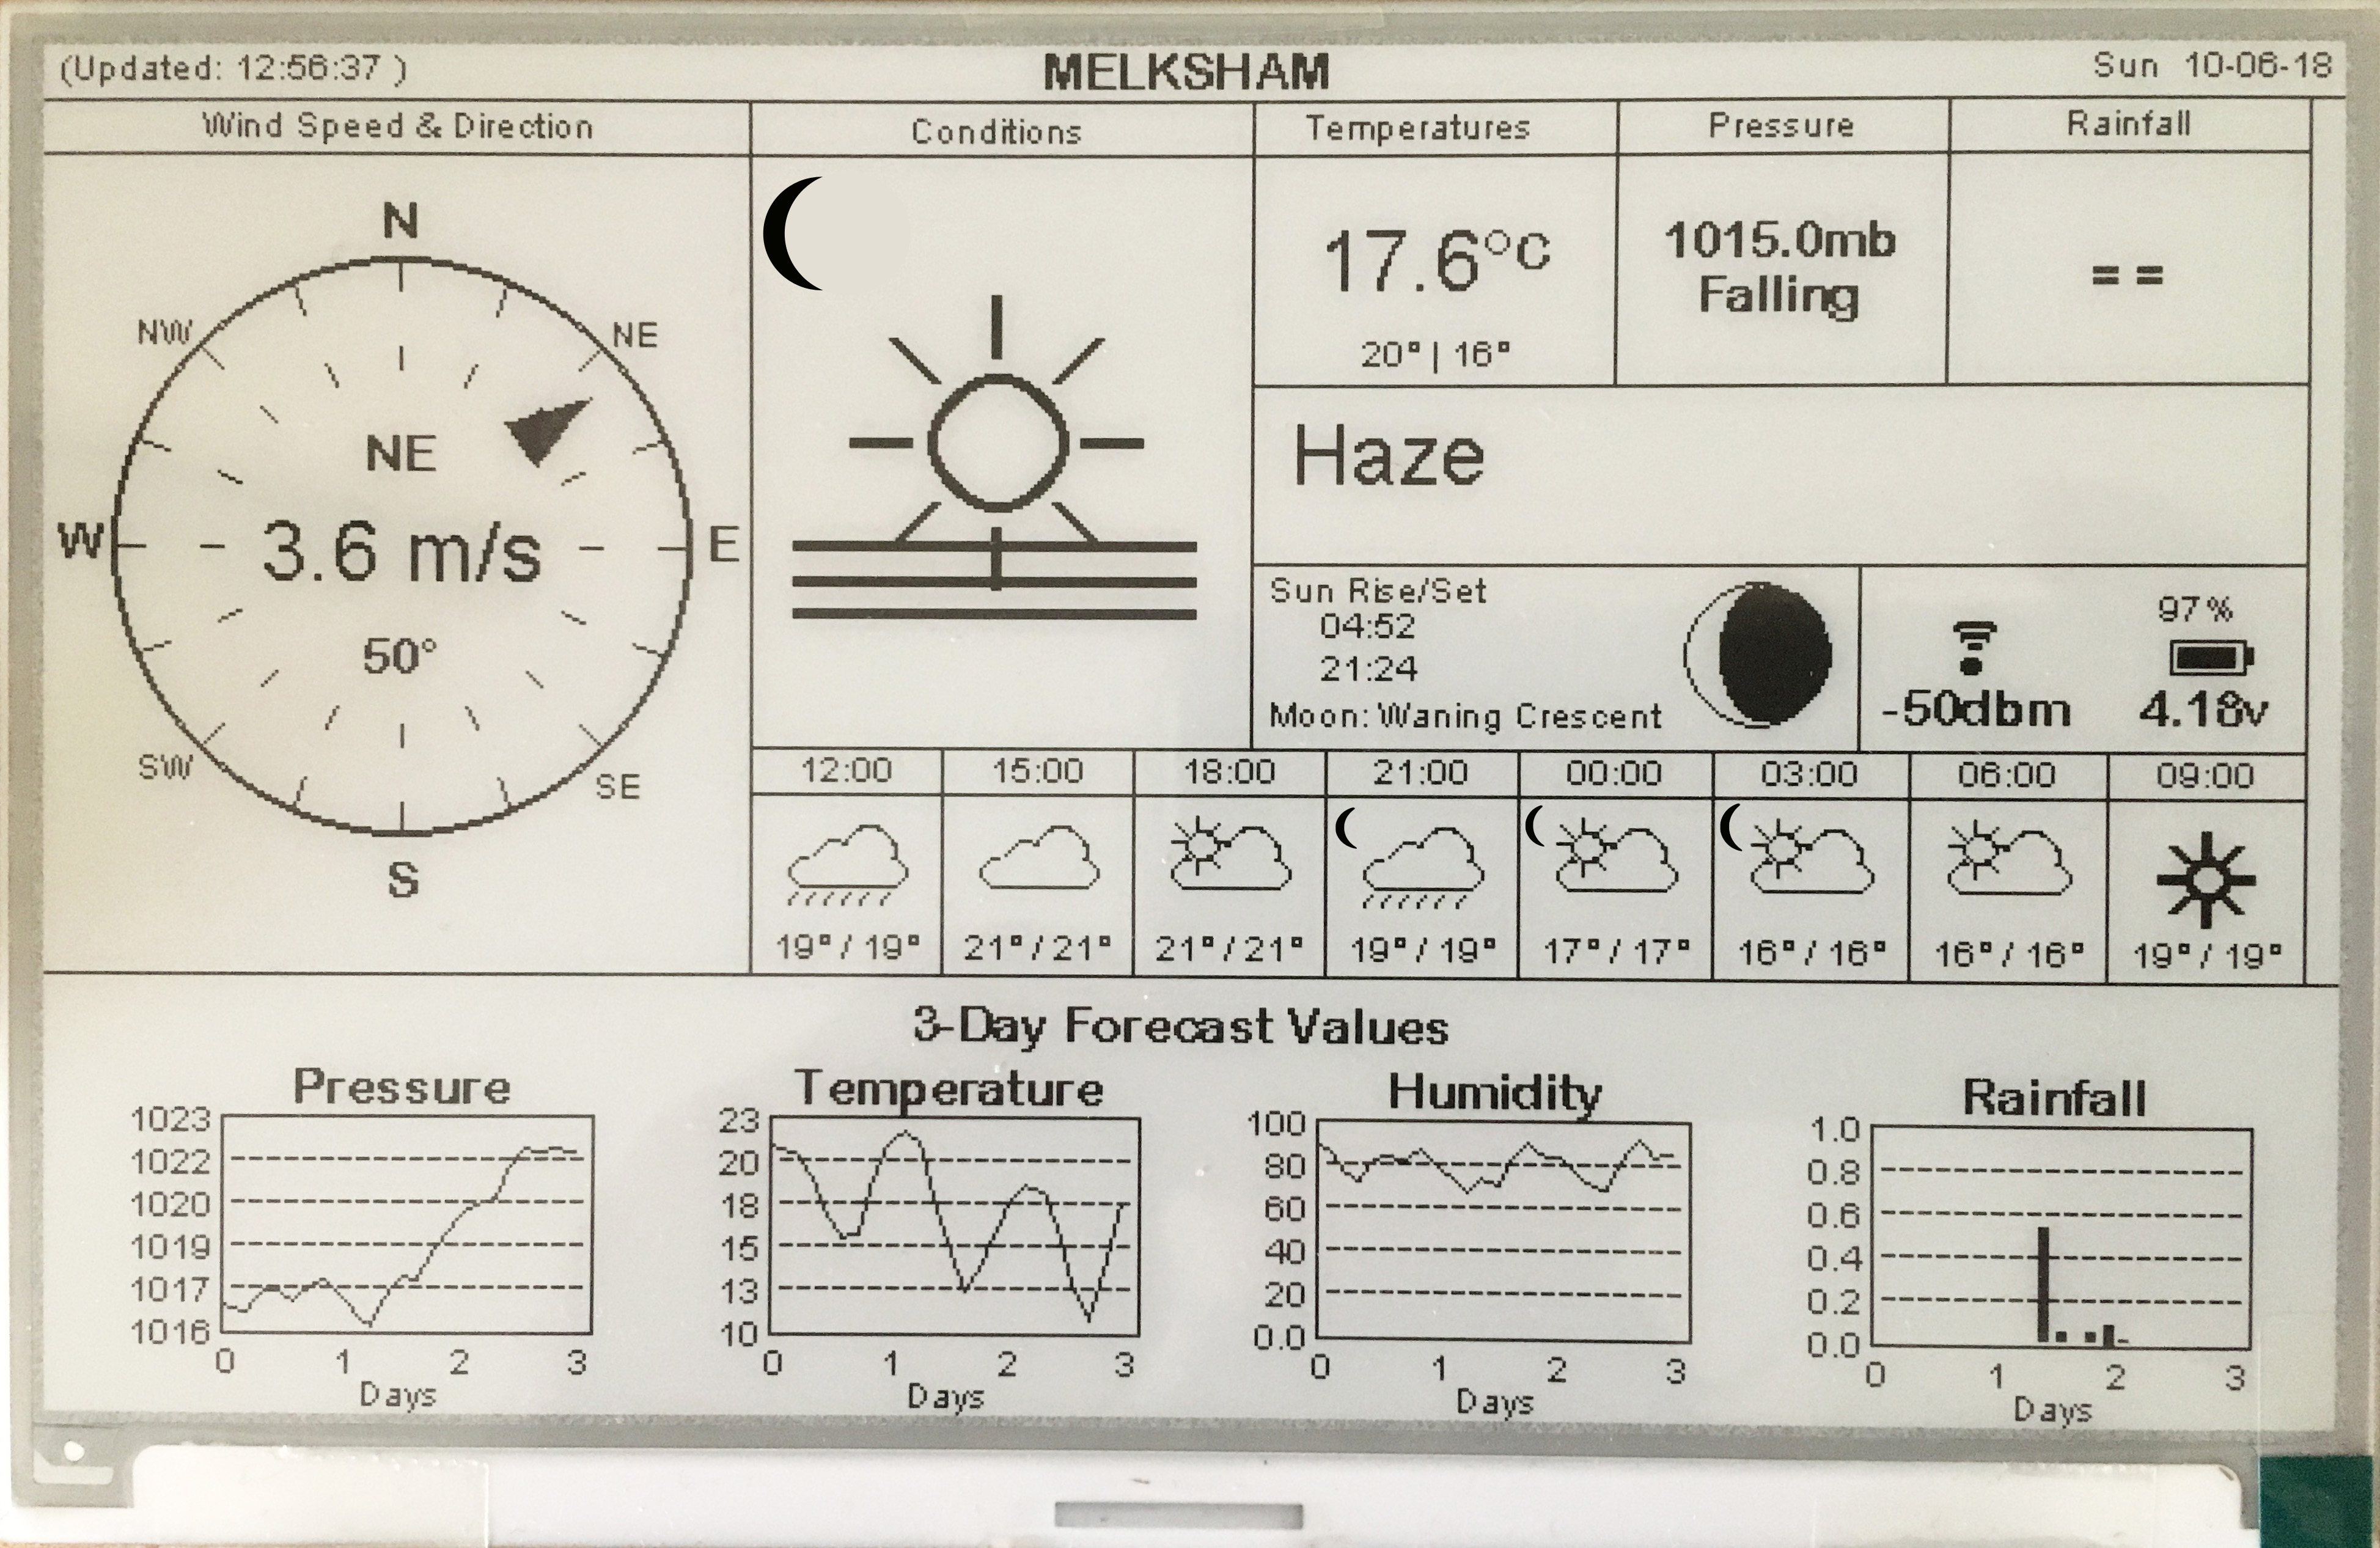 (Updated: 12:56:37 )
MELKSHAM
Sun 10-06-18
Wind Speed & Direction
Conditions
Temperatures
Pressure
Rainfall
N
NE
E
SE
S
SW
W
NW
NE
3.6 m/s
50°
17.6°C
20°| 16°
1015.0mb
Falling
==
Haze
Sun Rise/Set
04:52
21:24
Moon: Waning Crescent
-50dbm
97%
4.18v
12:00 15:00 18:00 21:00 00:00 03:00 06:00 09:00
19°/ 19° 21°/ 21° 21°/ 21° 19°/ 19° 17°/ 17° 16°/ 16° 16°/ 16° 19°/ 19°
3-Day Forecast Values
Pressure
1023
1022
1020
1019
1017
1016
0 1 2 3
Days
Temperature
23
20
18
15
13
10
0 1 2 3
Days
Humidity
100
80
60
40
20
0.0
0 1 2 3
Days
Rainfall
1.0
0.8
0.6
0.4
0.2
0.0
0 1 2 3
Days